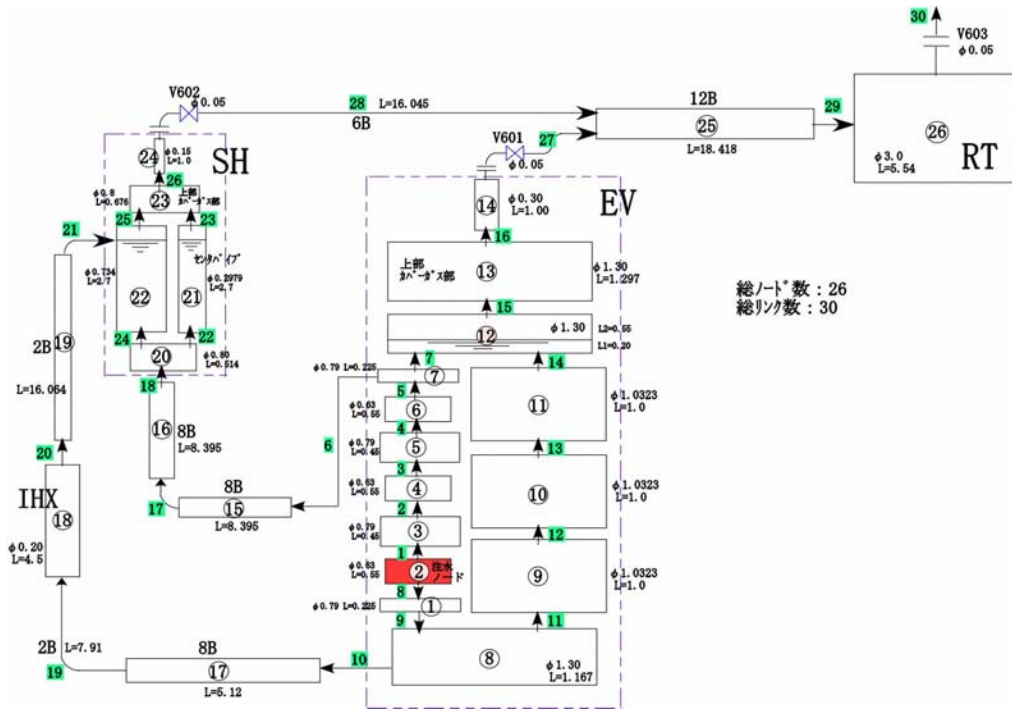 30
V603
φ0.05
V602
φ0.05
28
L=16.045
6B
12B
㉕
L=18.418
29
㉖
φ3.0
L=5.54
RT
V601
27
φ0.05
㉔
φ0.15
L=1.0
SH
26
φ0.8
L=0.676
㉓
上部
ｶﾊﾞｰｶﾞｽ部
25
23
21
センタパイプ
φ0.734
L=2.7
φ0.2979
L=2.7
㉒
㉑
24
22
⑳
φ0.80
L=0.514
18
⑲
2B
L=16.064
⑯
8B
L=8.395
20
IHX
⑱
φ0.20
L=4.5
17
8B
⑮
L=8.395
6
2B
L=7.91
19
8B
⑰
L=5.12
10
EV
⑭
φ0.30
L=1.00
16
上部
ｶﾊﾞｰｶﾞｽ部
⑬
φ1.30
L=1.297
15
⑫
φ1.30
L2=0.55
L1=0.20
7
14
φ0.79 L=0.225
⑦
5
φ0.63
L=0.55
⑥
4
φ0.79
L=0.45
⑤
3
φ0.63
L=0.55
④
2
φ0.79
L=0.45
③
1
φ0.63
L=0.55
②
注水
ノード
8
φ0.79 L=0.225
①
9
⑪
φ1.0323
L=1.0
13
⑩
φ1.0323
L=1.0
12
⑨
φ1.0323
L=1.0
11
⑧
φ1.30
L=1.167
総ﾉｰﾄﾞ数：26
総リンク数：30